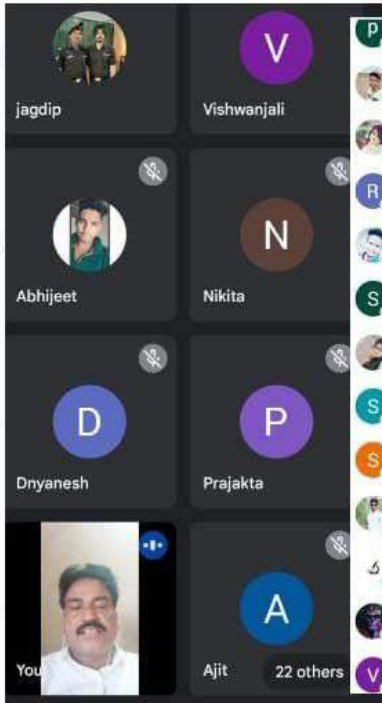 V
jagdip
Vishwanjali
N
Abhijeet
Nikita
D
P
Dnyanesh
Prajakta
A
You
Ajit
22 others
P
R
S
S
S
V